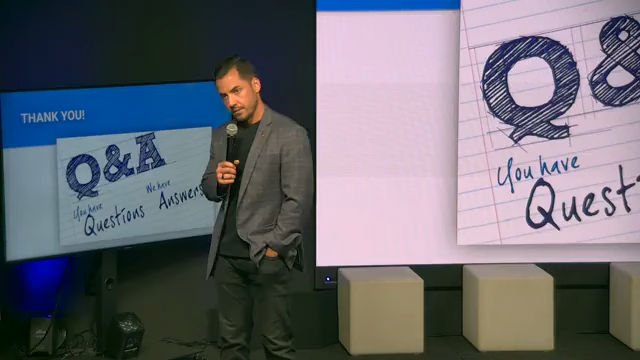 THANK YOU!
Q&A
You have
We have
Questions
Answers
Q&
You have
Quest